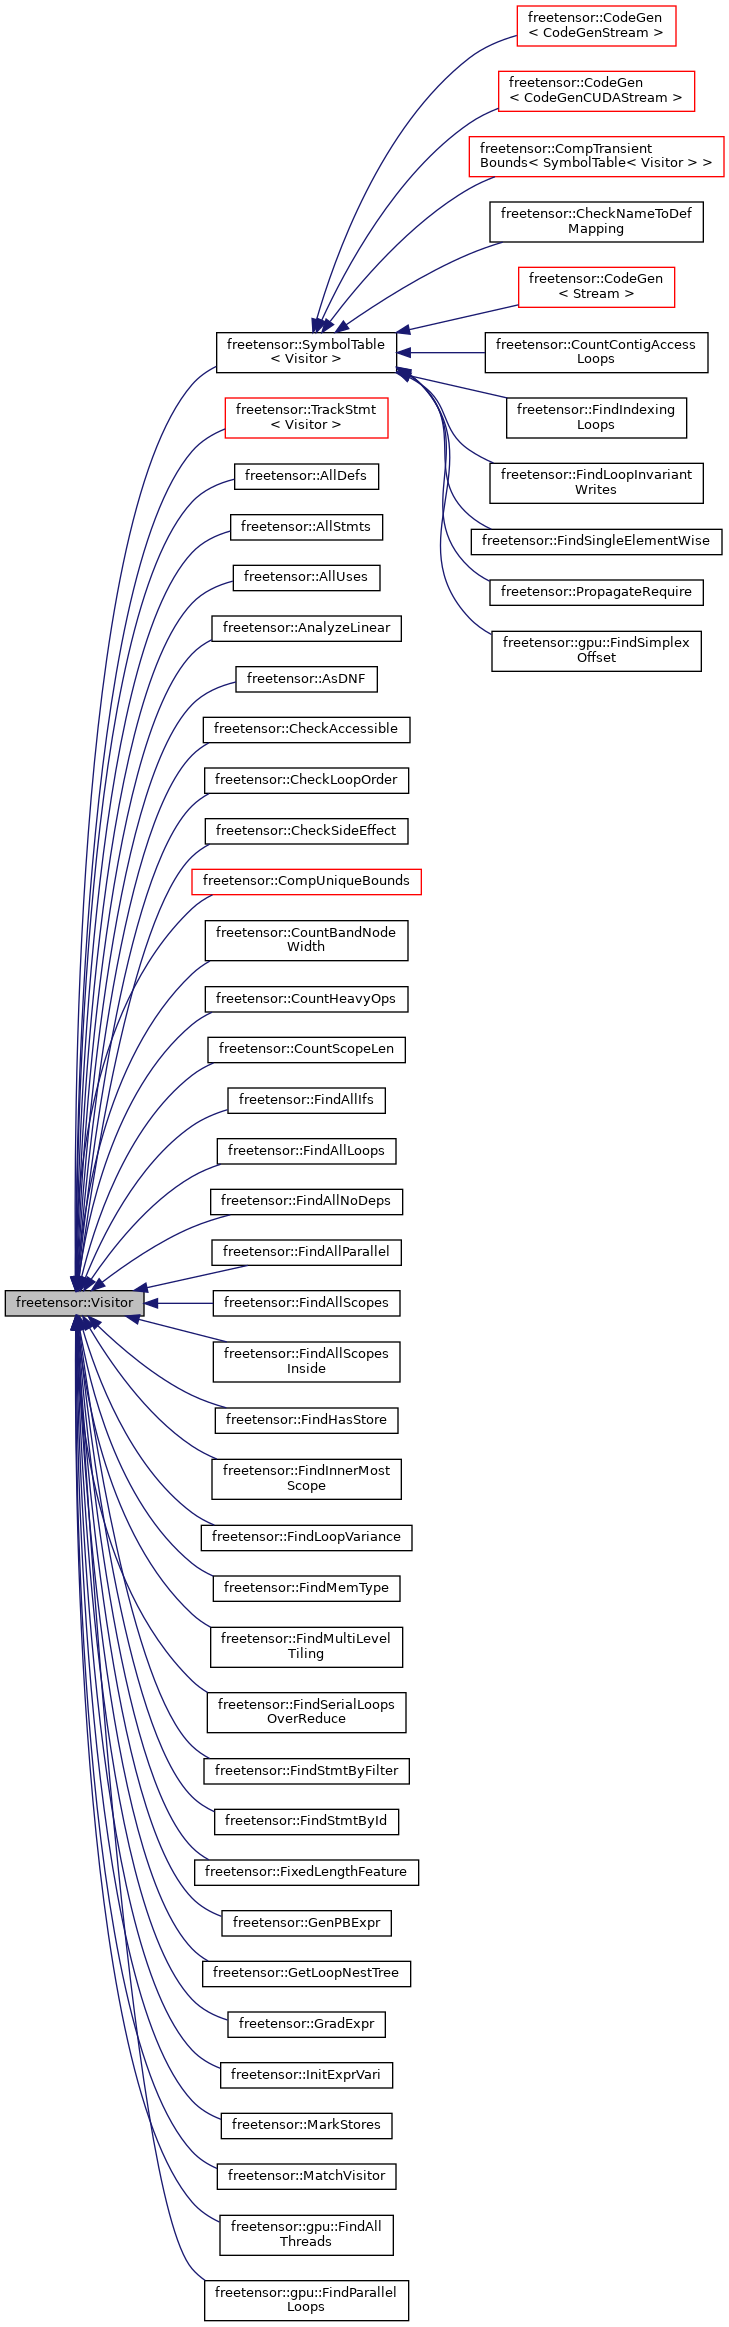 freetensor::CodeGen
< CodeGenStream >
freetensor::CodeGen
< CodeGenCUDAStream >
freetensor::CompTransient
Bounds< SymbolTable< Visitor > >
freetensor::CheckNameToDef
Mapping
freetensor::CodeGen
< Stream >
freetensor::SymbolTable
< Visitor >
freetensor::CountContigAccess
Loops
freetensor::TrackStmt
< Visitor >
freetensor::FindIndexing
Loops
freetensor::AllDefs
freetensor::FindLoopInvariant
Writes
freetensor::AllStmts
freetensor::FindSingleElementWise
freetensor::AllUses
freetensor::PropagateRequire
freetensor::AnalyzeLinear
freetensor::gpu::FindSimplex
Offset
freetensor::AsDNF
freetensor::CheckAccessible
freetensor::CheckLoopOrder
freetensor::CheckSideEffect
freetensor::CompUniqueBounds
freetensor::CountBandNode
Width
freetensor::CountHeavyOps
freetensor::CountScopeLen
freetensor::FindAllIfs
freetensor::FindAllLoops
freetensor::FindAllNoDeps
freetensor::FindAllParallel
freetensor::Visitor
freetensor::FindAllScopes
freetensor::FindAllScopes
Inside
freetensor::FindHasStore
freetensor::FindInnerMost
Scope
freetensor::FindLoopVariance
freetensor::FindMemType
freetensor::FindMultiLevel
Tiling
freetensor::FindSerialLoops
OverReduce
freetensor::FindStmtByFilter
freetensor::FindStmtById
freetensor::FixedLengthFeature
freetensor::GenPBExpr
freetensor::GetLoopNestTree
freetensor::GradExpr
freetensor::InitExprVari
freetensor::MarkStores
freetensor::MatchVisitor
freetensor::gpu::FindAll
Threads
freetensor::gpu::FindParallel
Loops